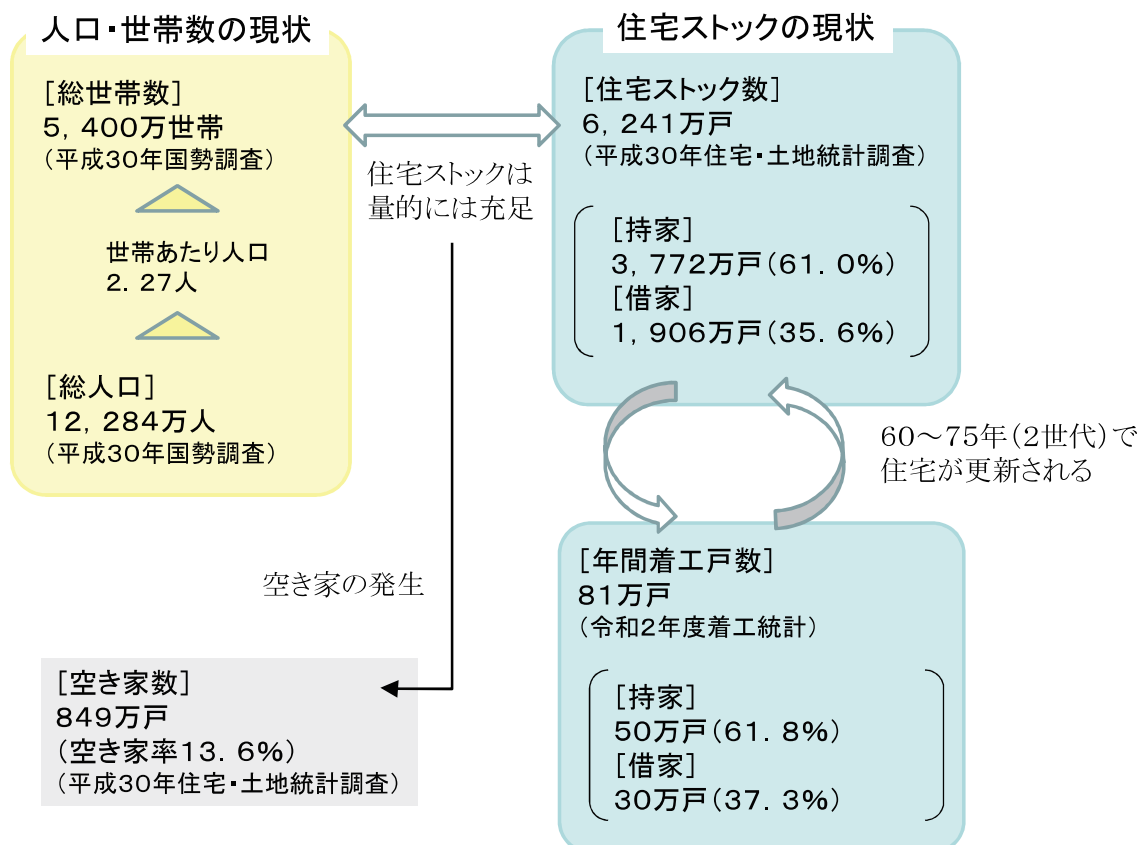 人口・世帯数の現状
[総世帯数]
5,400万世帯
(平成30年国勢調査)
世帯あたり人口
2.27人
[総人口]
12,284万人
(平成30年国勢調査)
住宅ストックは
量的には充足
住宅ストックの現状
[住宅ストック数]
6,241万戸
(平成30年住宅・土地統計調査)
[持家]
3,772万戸(61.0%)
[借家]
1,906万戸(35.6%)
60～75年(2世代)で
住宅が更新される
[年間着工戸数]
81万戸
(令和2年度着工統計)
[持家]
50万戸(61.8%)
[借家]
30万戸(37.3%)
空き家の発生
[空き家数]
849万戸
(空き家率13.6%)
(平成30年住宅・土地統計調査)